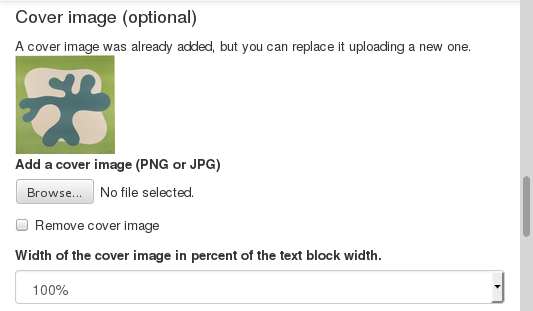 Cover image (optional)
A cover image was already added, but you can replace it uploading a new one.
Add a cover image (PNG or JPG)
Browse... No file selected.
Remove cover image
Width of the cover image in percent of the text block width.
100%